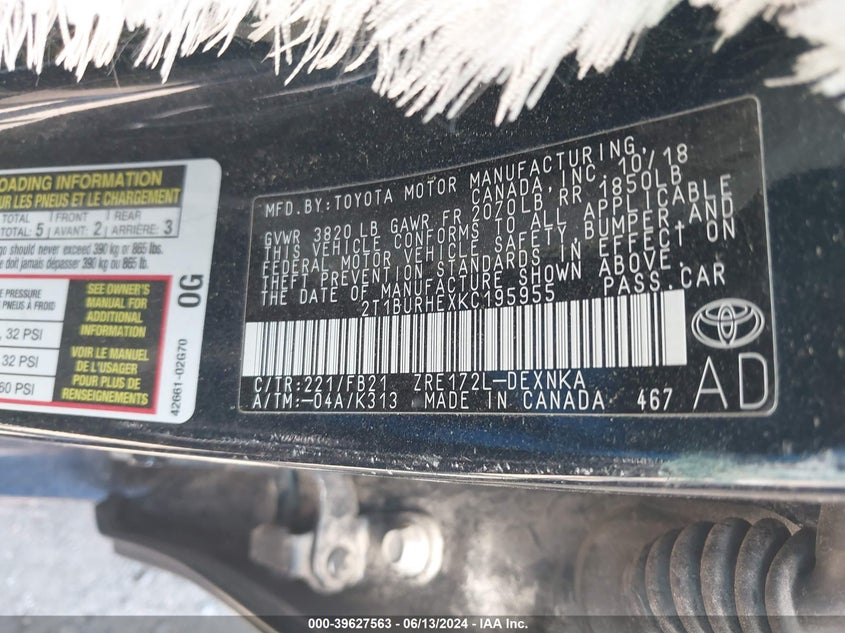 OADING INFORMATION
UR LES PNEUS ET LE CHARGEMENT
TOTAL 5 FRONT 2 REAR 3
TOTAL: AVANT: ARRIÈRE:
go should never exceed 390 kg or 865 lbs.
e doit jamais dépasser 390 kg ou 865 lb.
E PRESSURE
PNEUS À FROID
, 32 PSI
32 PSI
60 PSI
SEE OWNER'S
MANUAL FOR
ADDITIONAL
INFORMATION
VOIR LE MANUEL
DE L'USAGER
POUR PLUS DE
RENSEIGNEMENTS
0G
42661-02G70
MFD.BY:TOYOTA MOTOR MANUFACTURING,
CANADA, INC. 10/18
GVWR 3820 LB GAWR FR 2070LB, RR 1850LB
THIS VEHICLE CONFORMS TO ALL APPLICABLE
FEDERAL MOTOR VEHICLE SAFETY, BUMPER, AND
THEFT PREVENTION STANDARDS IN EFFECT ON
THE DATE OF MANUFACTURE SHOWN ABOVE.
2T1BURHEXKC195955 PASS.CAR
C/TR:221/FB21 ZRE172L-DEXNKA
A/TM:-04A/K313 MADE IN CANADA 467
AD
000-39627563 / 06/13/2024 - IAA Inc.